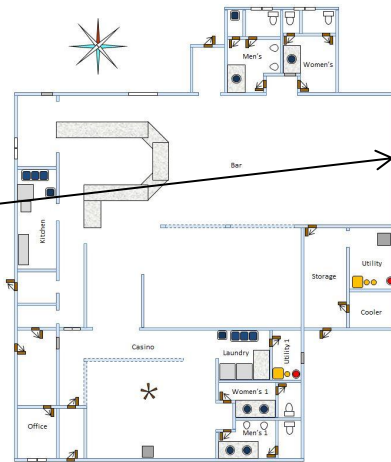 Men's
Women's
Bar
Kitchen
Utility
Storage
Cooler
Casino
Laundry
Utility 1
Women's 1
Office
Men's 1